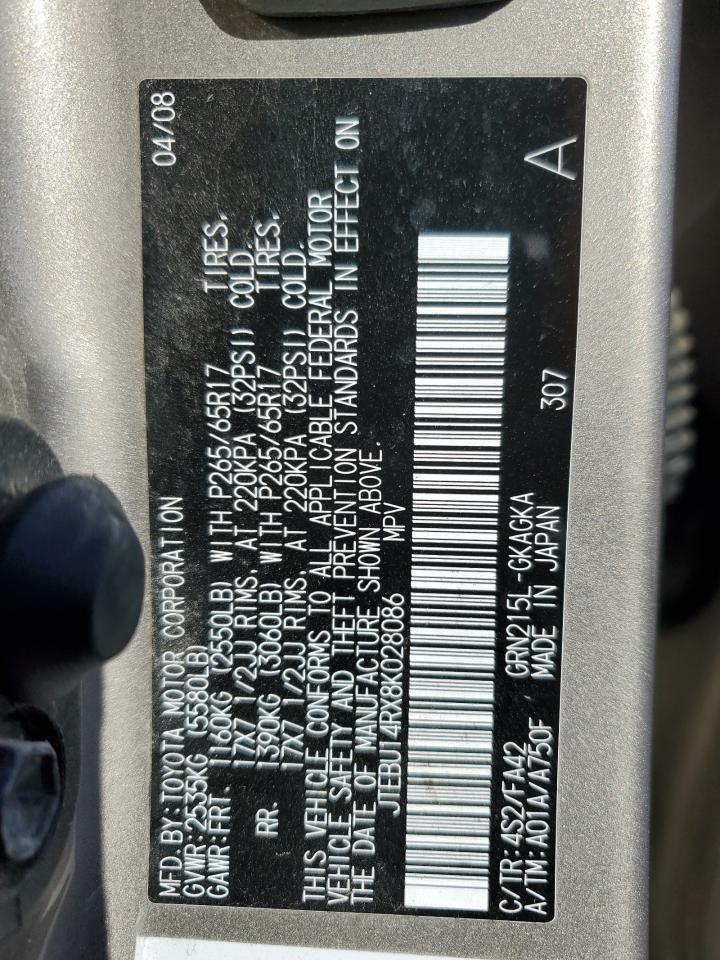 MFD. BY: TOYOTA MOTOR CORPORATION 04/08
GVWR: 2535KG (5580LB)
GAWR: FRT. 1160KG (2550LB) WITH P265/65R17 TIRES,
17X7 1/2JJ RIMS, AT 220KPA (32PSI) COLD.
RR. 1390KG (3060LB) WITH P265/65R17 TIRES,
17X7 1/2JJ RIMS, AT 220KPA (32PSI) COLD.
THIS VEHICLE CONFORMS TO ALL APPLICABLE FEDERAL MOTOR
VEHICLE SAFETY AND THEFT PREVENTION STANDARDS IN EFFECT ON
THE DATE OF MANUFACTURE SHOWN ABOVE.
JTEBU14RX8K028086 MPV
C/TR: 4S2/FA42 GRN215L-GKAGKA
A/TM: A01A/A750F MADE IN JAPAN 307 A